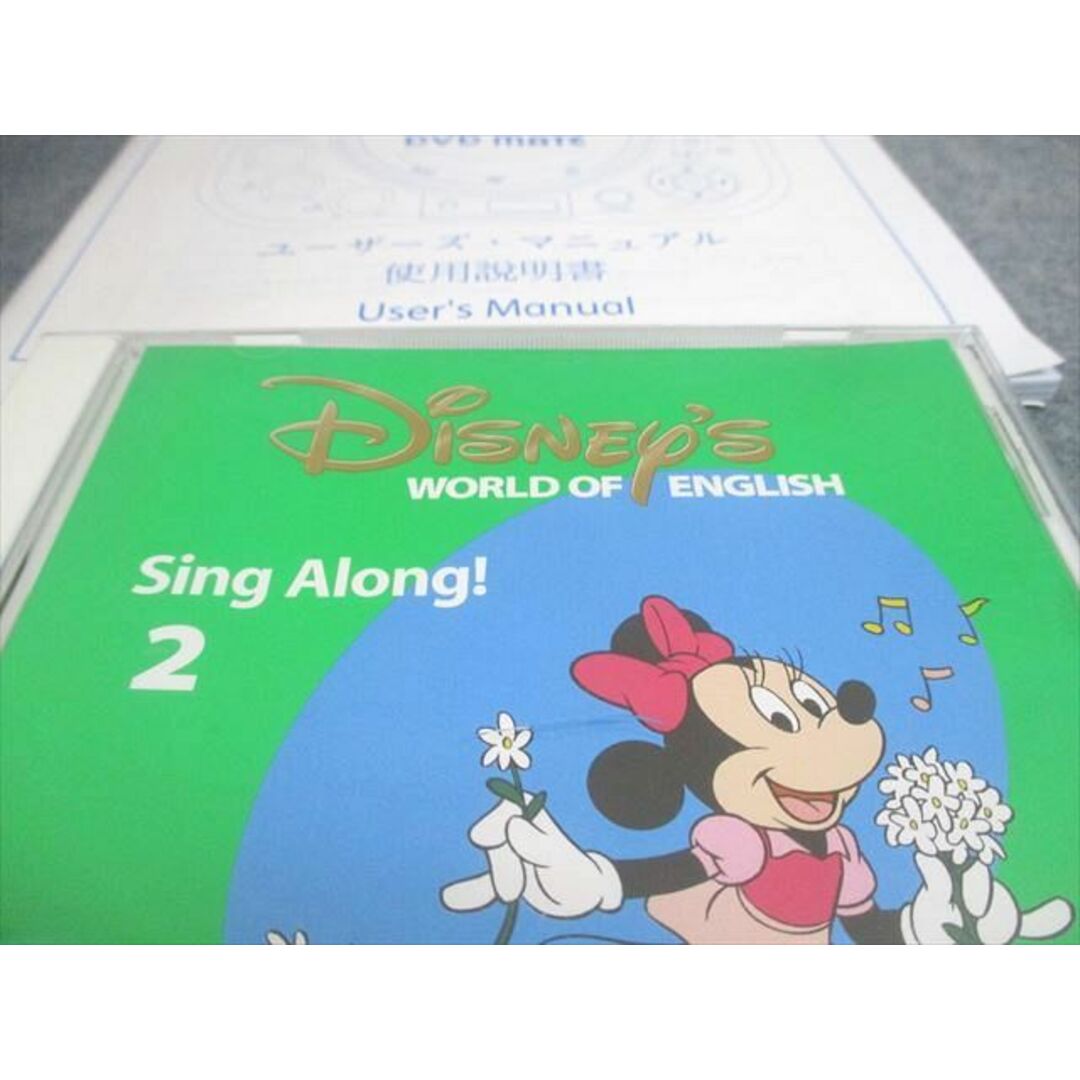 DVD mate
ユーザーズ・マニュアル
使用説明書
User's Manual
DISNEY'S
WORLD OF ENGLISH
Sing Along!
2